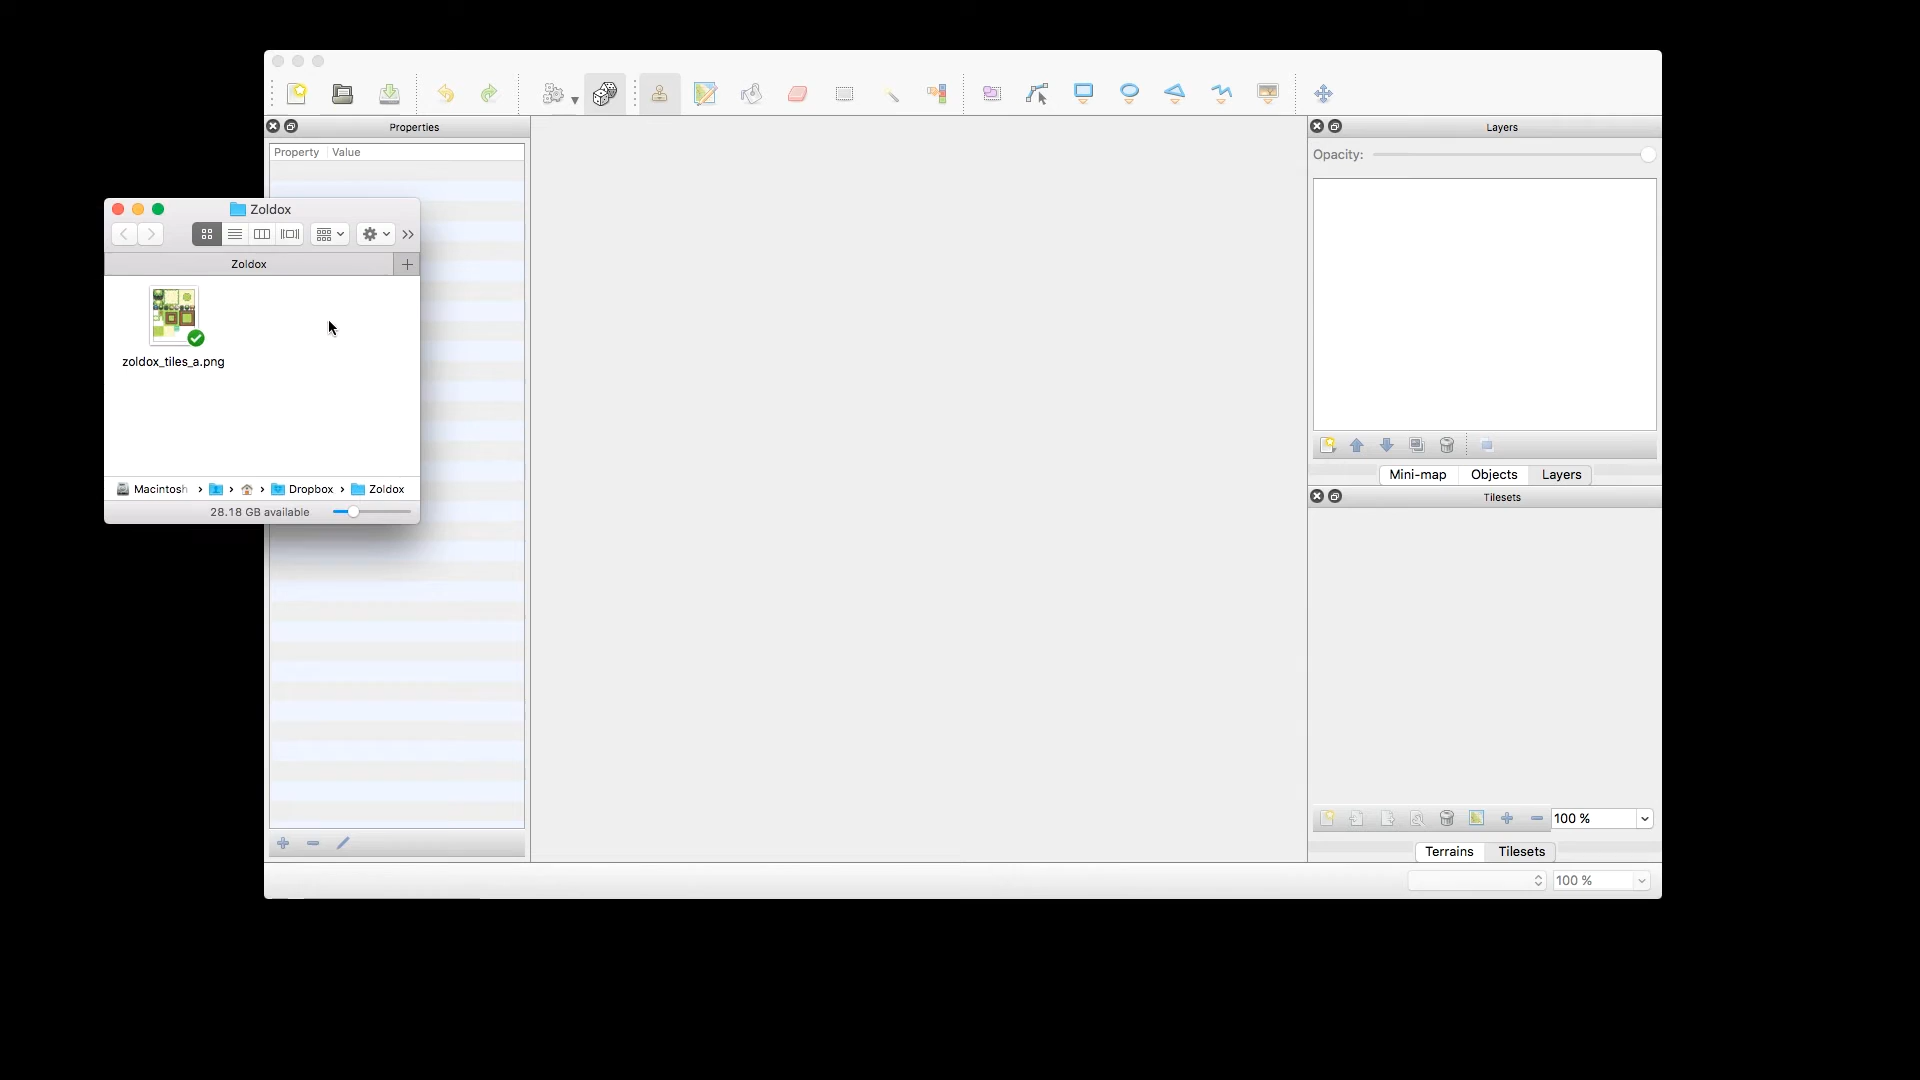 Properties
Property Value
Zoldox
Zoldox
zoldox_tiles_a.png
Macintosh > > > Dropbox > Zoldox
28.18 GB available
Layers
Opacity:
Mini-map Objects Layers
Tilesets
100 %
Terrains Tilesets
100 %